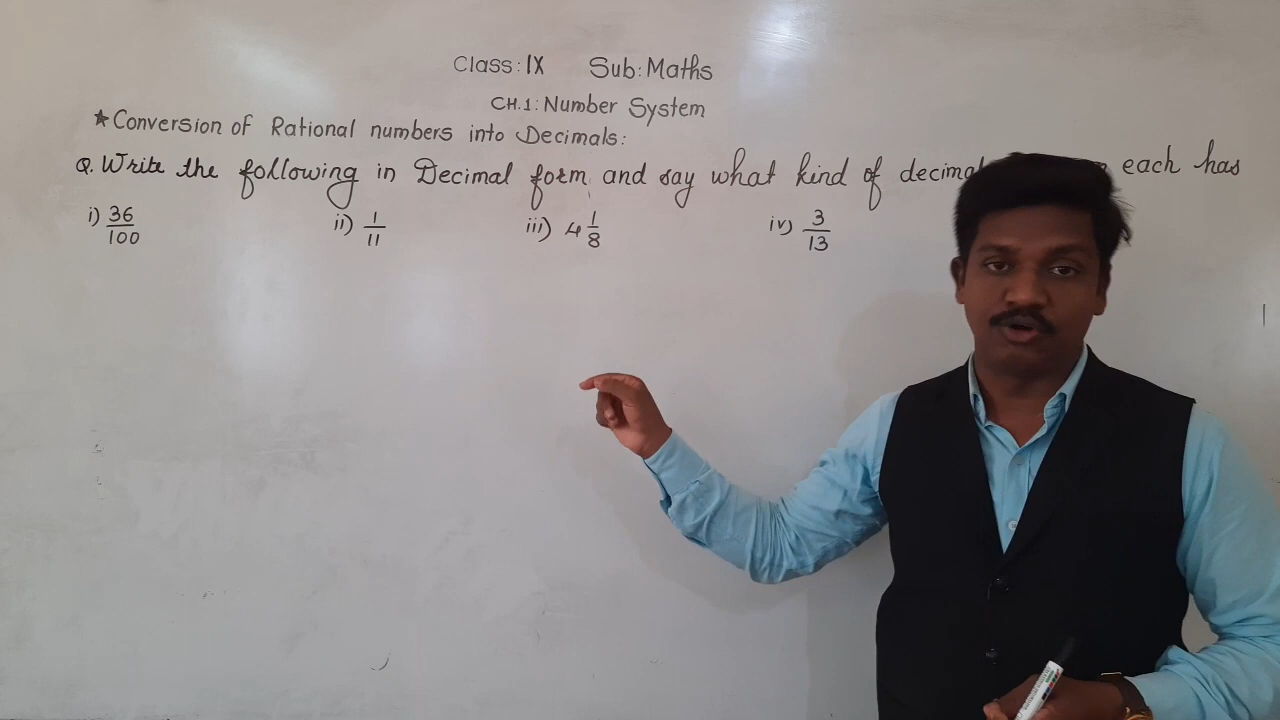 Class: IX Sub: Maths
CH.1: Number System
★ Conversion of Rational numbers into Decimals:
Q. Write the following in Decimal form and say what kind of decimal each has
i) 36/100 ii) 1/11 iii) 4 1/8 iv) 3/13